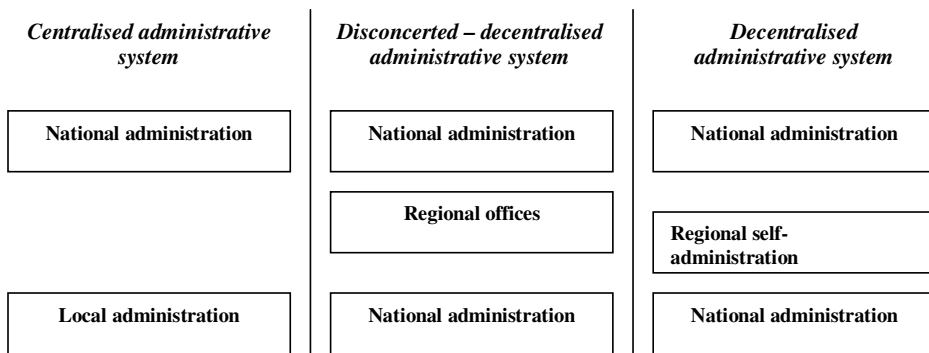 Centralised administrative
system
Disconcerted – decentralised
administrative system
Decentralised
administrative system
National administration
National administration
National administration
Regional offices
Regional self-
administration
Local administration
National administration
National administration